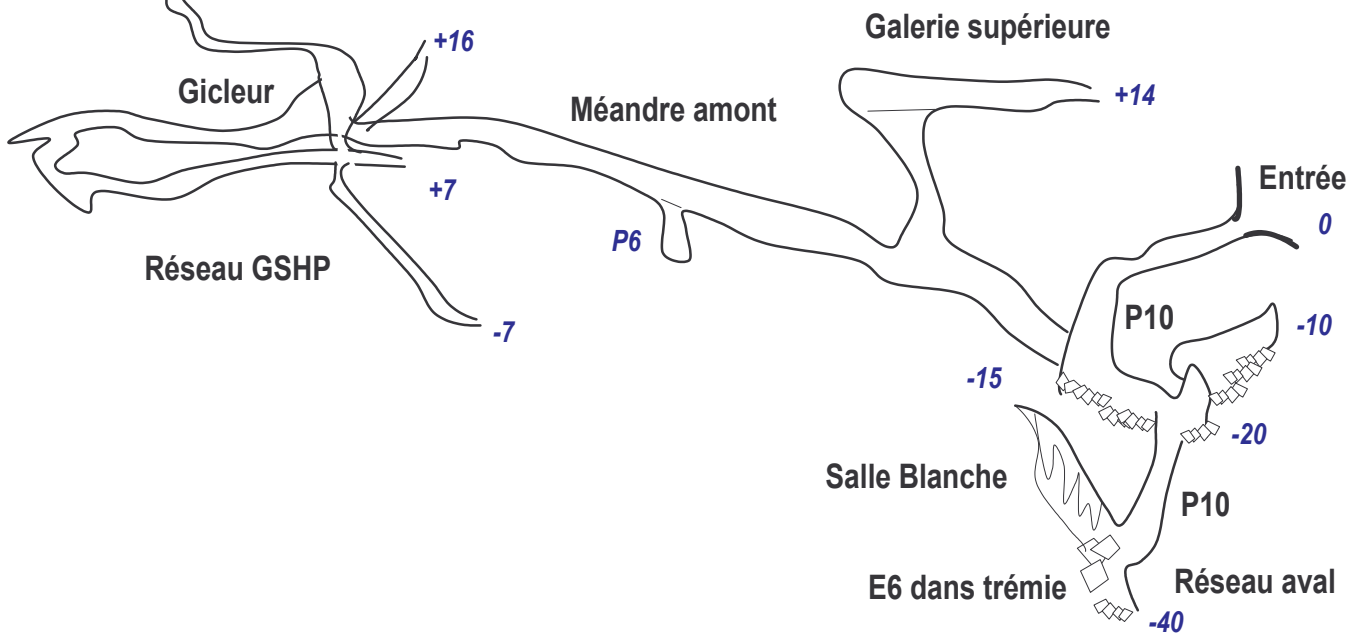 Galerie supérieure
+16
Gicleur
Méandre amont
+14
Entrée
+7
0
P6
Réseau GSHP
P10
-10
-7
-15
-20
Salle Blanche
P10
E6 dans trémie
Réseau aval
-40